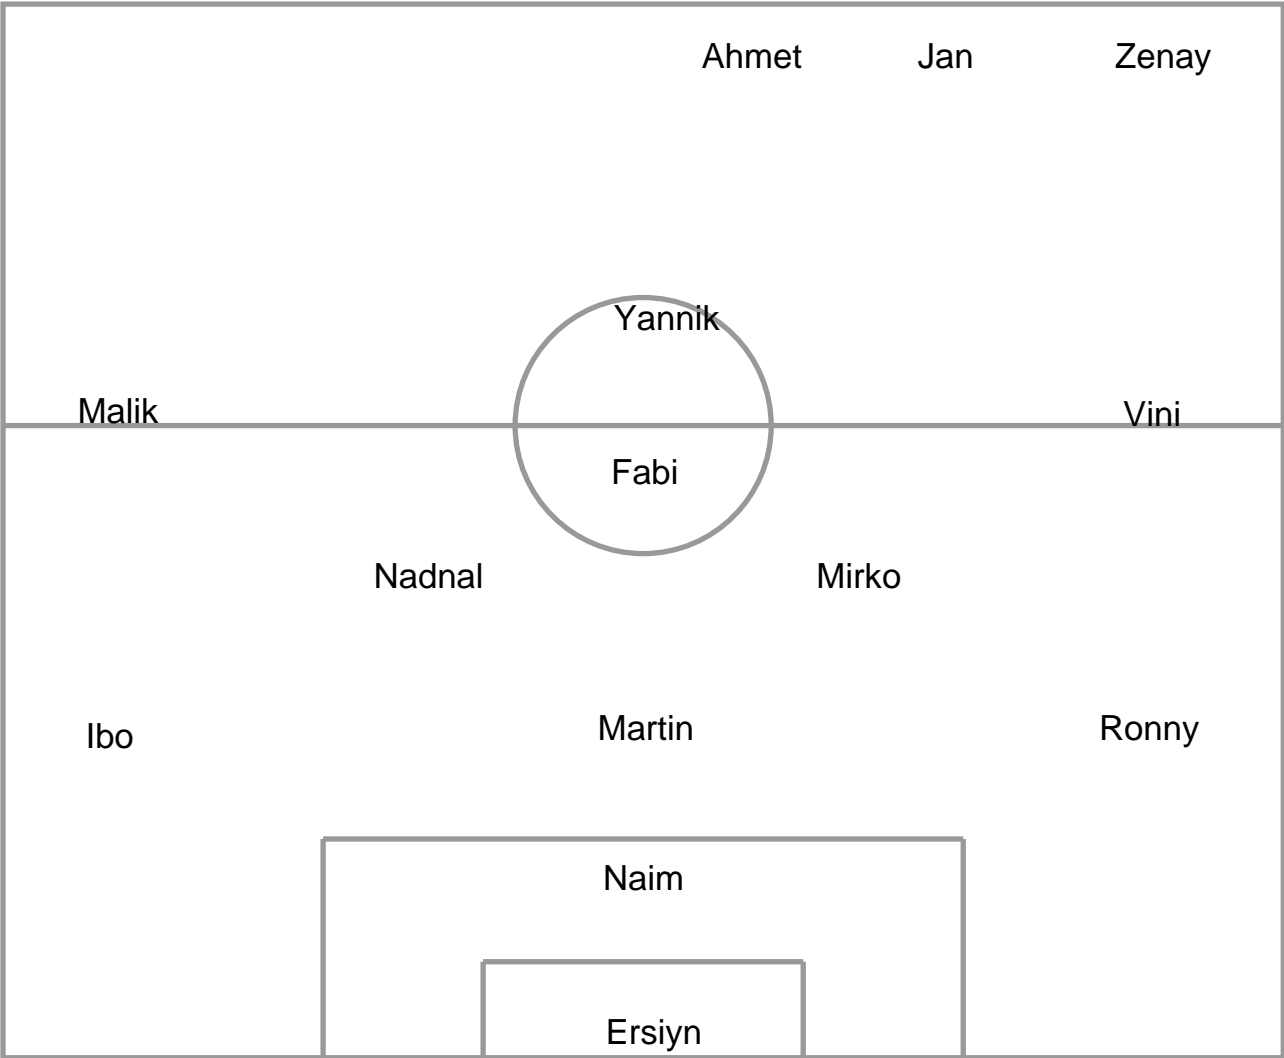 Ahmet Jan Zenay
Yannik
Malik Vini
Fabi
Nadnal Mirko
Ibo Martin Ronny
Naim
Ersiyn